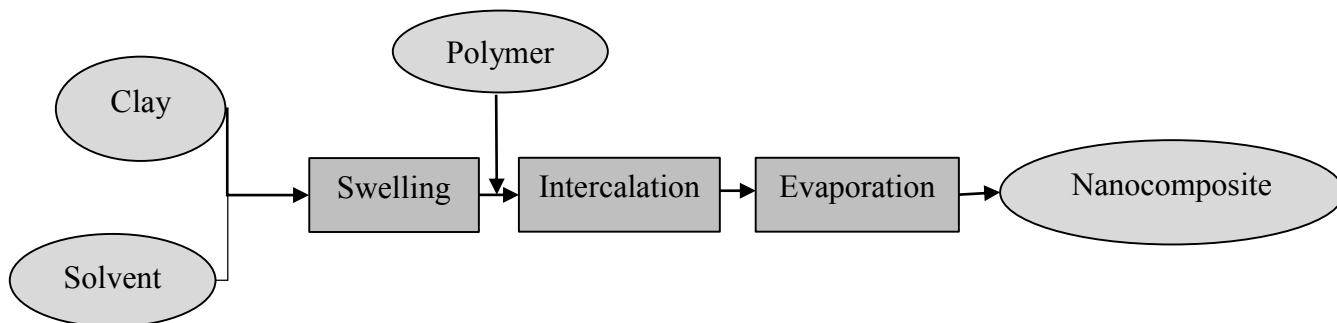 Polymer
Clay
Swelling
Intercalation
Evaporation
Nanocomposite
Solvent